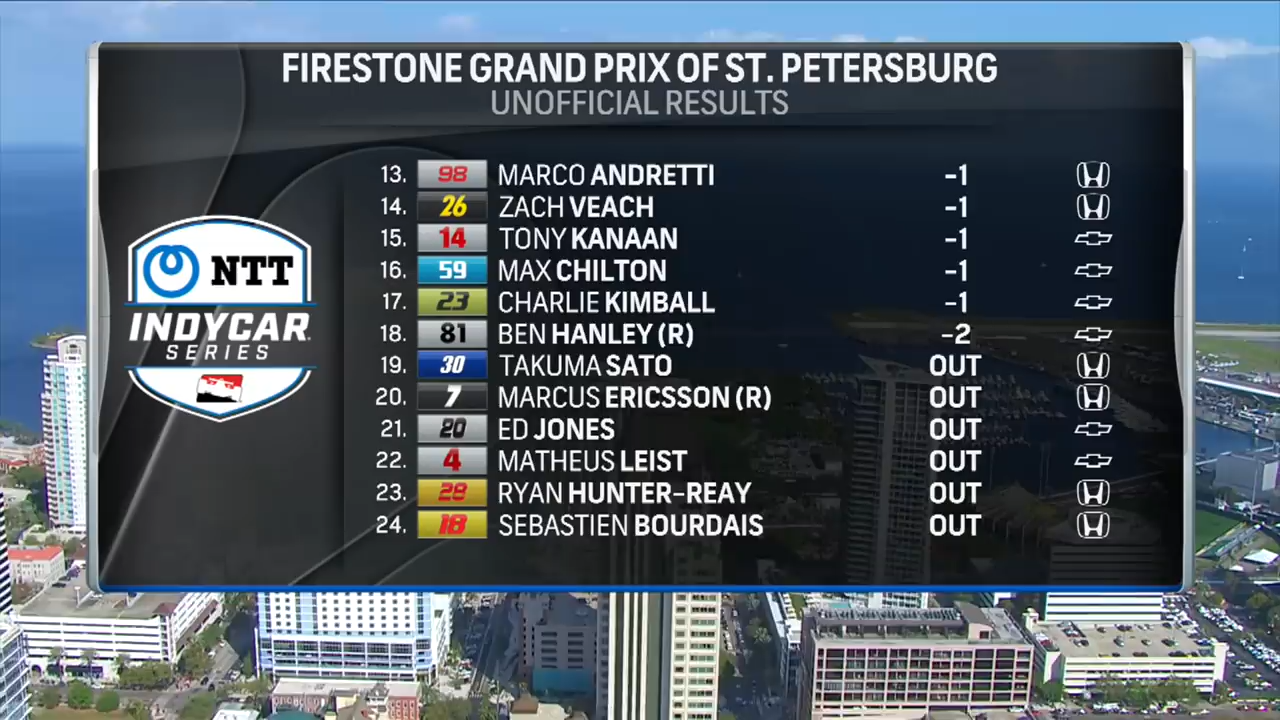 FIRESTONE GRAND PRIX OF ST. PETERSBURG
UNOFFICIAL RESULTS
NTT
INDYCAR
SERIES
13. 98 MARCO ANDRETTI -1
14. 26 ZACH VEACH -1
15. 14 TONY KANAAN -1
16. 59 MAX CHILTON -1
17. 23 CHARLIE KIMBALL -1
18. 81 BEN HANLEY (R) -2
19. 30 TAKUMA SATO OUT
20. 7 MARCUS ERICSSON (R) OUT
21. 20 ED JONES OUT
22. 4 MATHEUS LEIST OUT
23. 28 RYAN HUNTER-REAY OUT
24. 18 SEBASTIEN BOURDAIS OUT